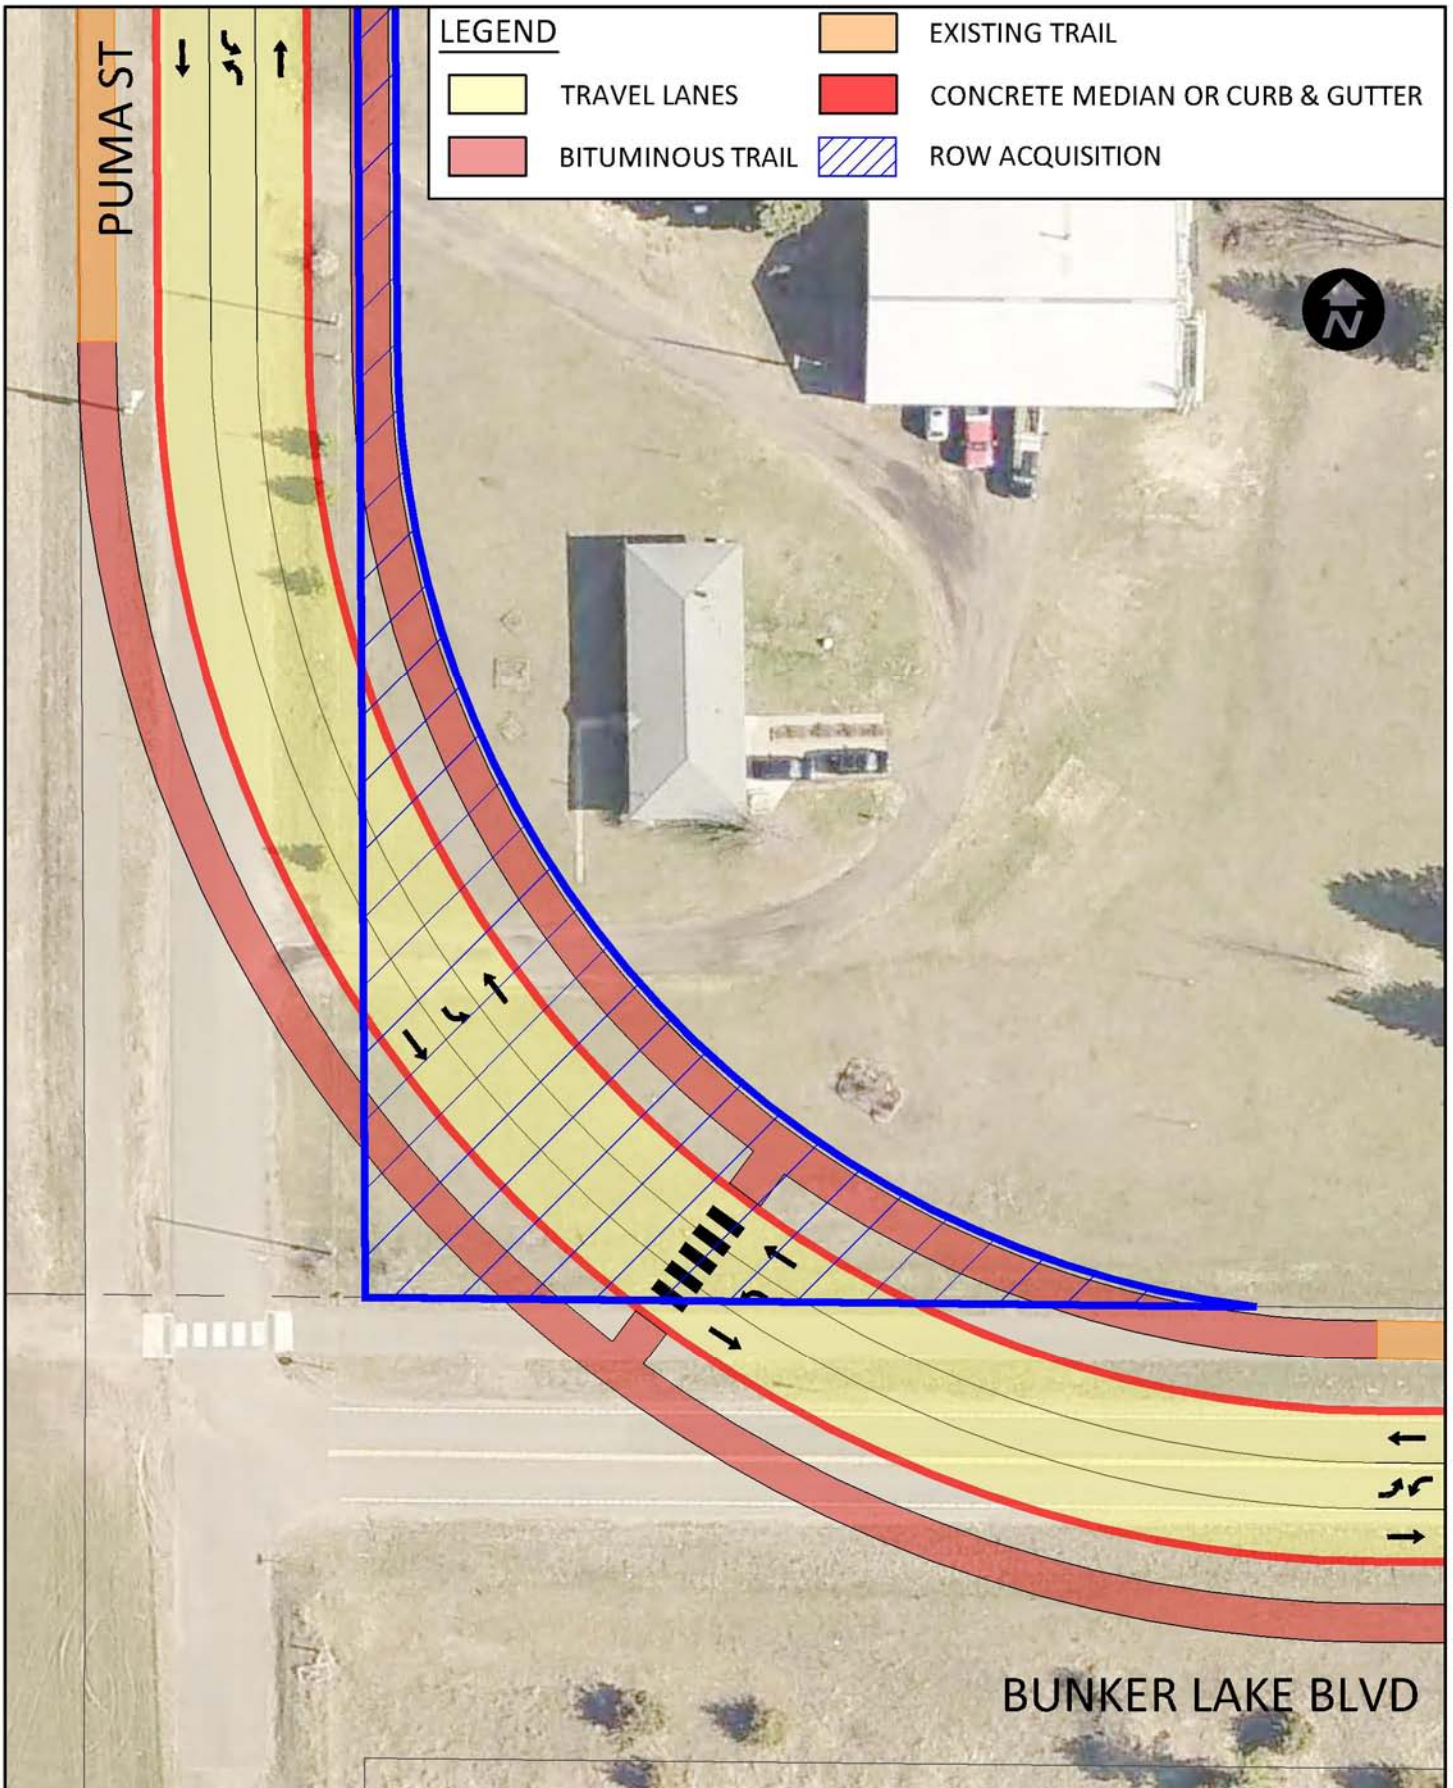 PUMA ST
LEGEND
TRAVEL LANES
BITUMINOUS TRAIL
EXISTING TRAIL
CONCRETE MEDIAN OR CURB & GUTTER
ROW ACQUISITION
N
BUNKER LAKE BLVD